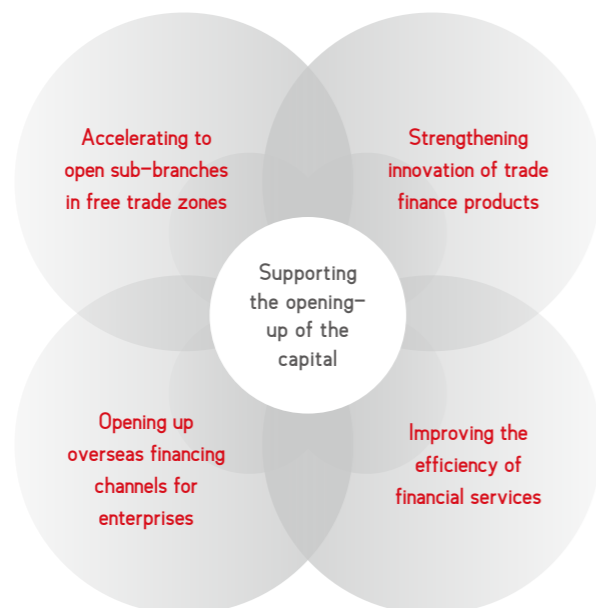 Accelerating to
open sub-branches
in free trade zones
Strengthening
innovation of trade
finance products
Supporting
the opening-
up of the
capital
Opening up
overseas financing
channels for
enterprises
Improving the
efficiency of
financial services